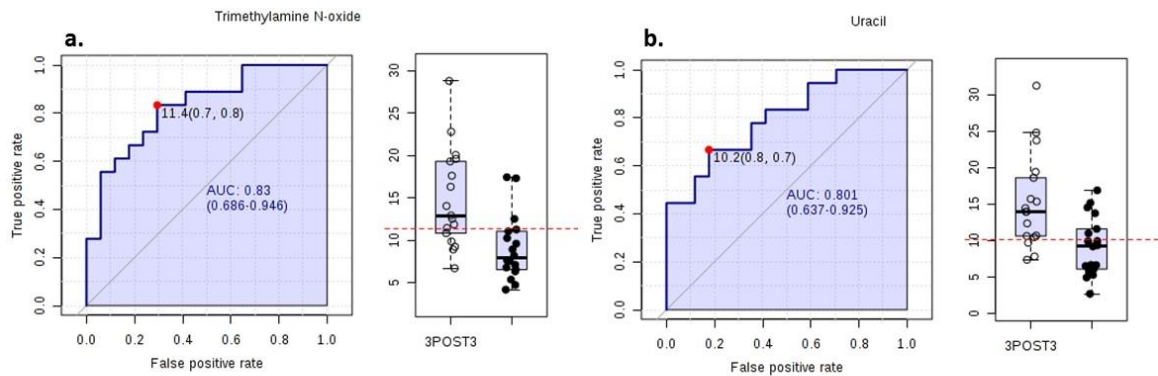 Trimethylamine N-oxide
a.
True positive rate
1.0
0.8
0.6
0.4
0.2
0.0
11.4(0.7, 0.8)
AUC: 0.83
(0.686-0.946)
0.0 0.2 0.4 0.6 0.8 1.0
False positive rate
30
25
20
15
10
5
3POST3
Uracil
b.
True positive rate
1.0
0.8
0.6
0.4
0.2
0.0
10.2(0.8, 0.7)
AUC: 0.801
(0.637-0.925)
0.0 0.2 0.4 0.6 0.8 1.0
False positive rate
30
25
20
15
10
5
0
3POST3